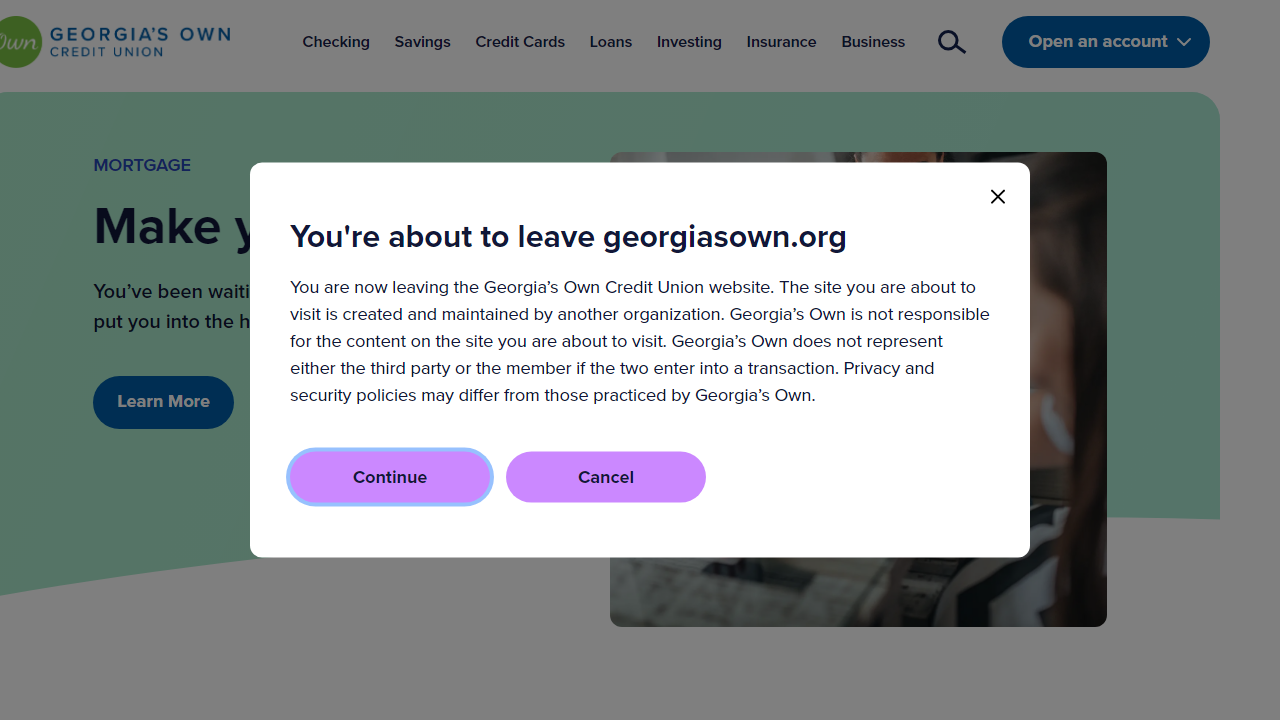 Own GEORGIA'S OWN
CREDIT UNION
Checking Savings Credit Cards Loans Investing Insurance Business Open an account
MORTGAGE
Make
You've been
put you into the
Learn More
You're about to leave georgiasown.org
You are now leaving the Georgia’s Own Credit Union website. The site you are about to
visit is created and maintained by another organization. Georgia’s Own is not responsible
for the content on the site you are about to visit. Georgia’s Own does not represent
either the third party or the member if the two enter into a transaction. Privacy and
security policies may differ from those practiced by Georgia’s Own.
Continue Cancel